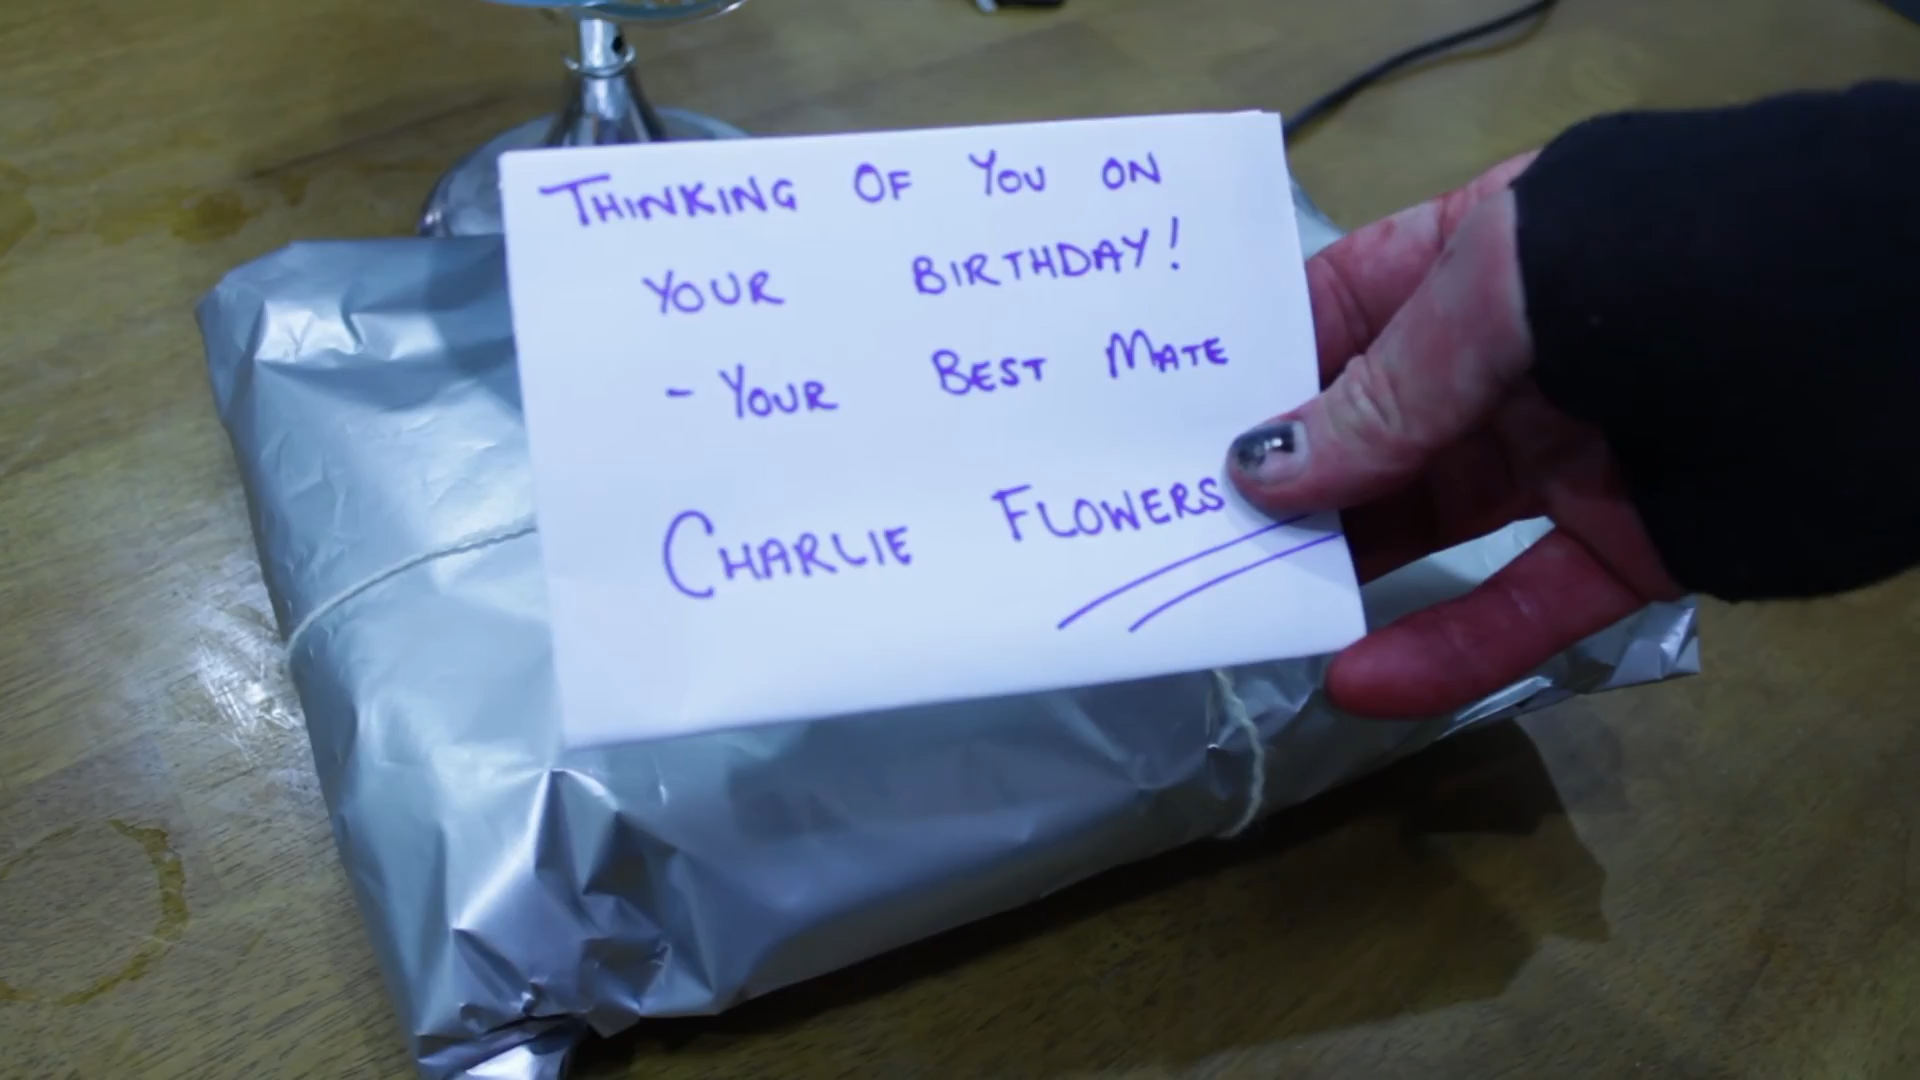 THINKING OF YOU ON
YOUR BIRTHDAY!
- YOUR BEST MATE
CHARLIE FLOWERS